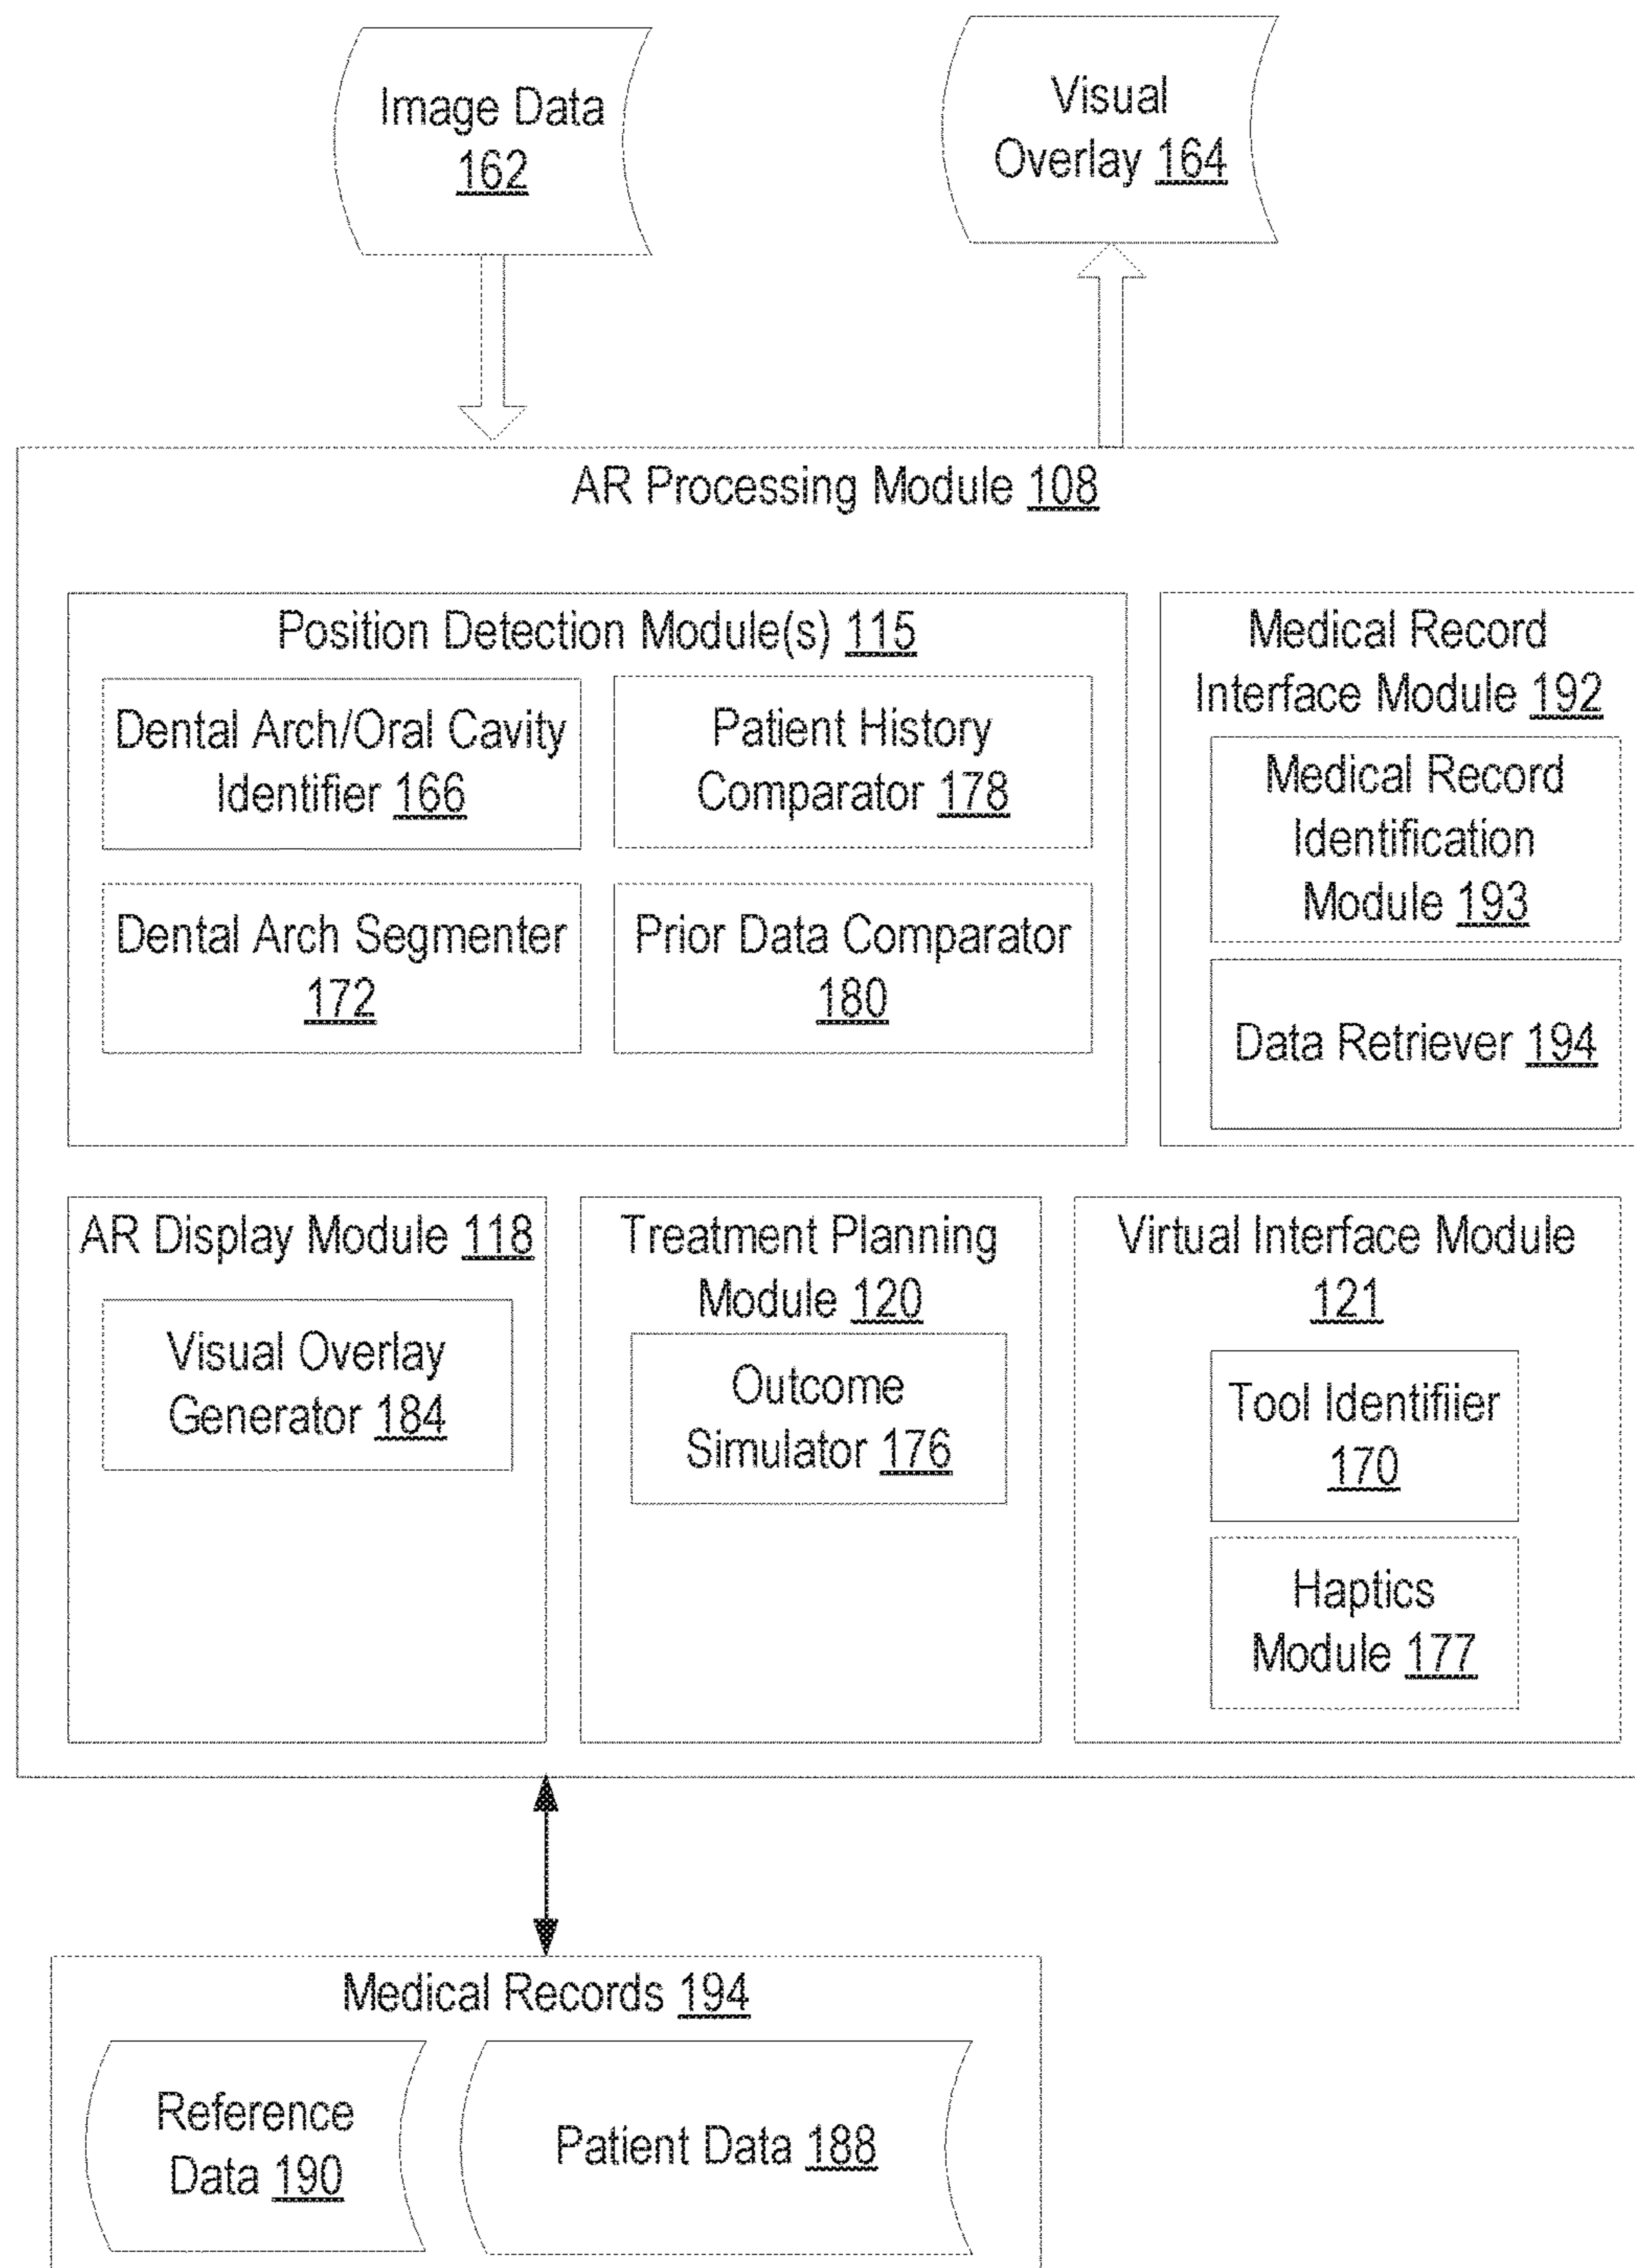 Image Data
162
Visual
Overlay 164
AR Processing Module 108
Position Detection Module(s) 115
Dental Arch/Oral Cavity
Identifier 166
Patient History
Comparator 178
Dental Arch Segmenter
172
Prior Data Comparator
180
Medical Record
Interface Module 192
Medical Record
Identification
Module 193
Data Retriever 194
AR Display Module 118
Visual Overlay
Generator 184
Treatment Planning
Module 120
Outcome
Simulator 176
Virtual Interface Module
121
Tool Identifiier
170
Haptics
Module 177
Medical Records 194
Reference
Data 190
Patient Data 188